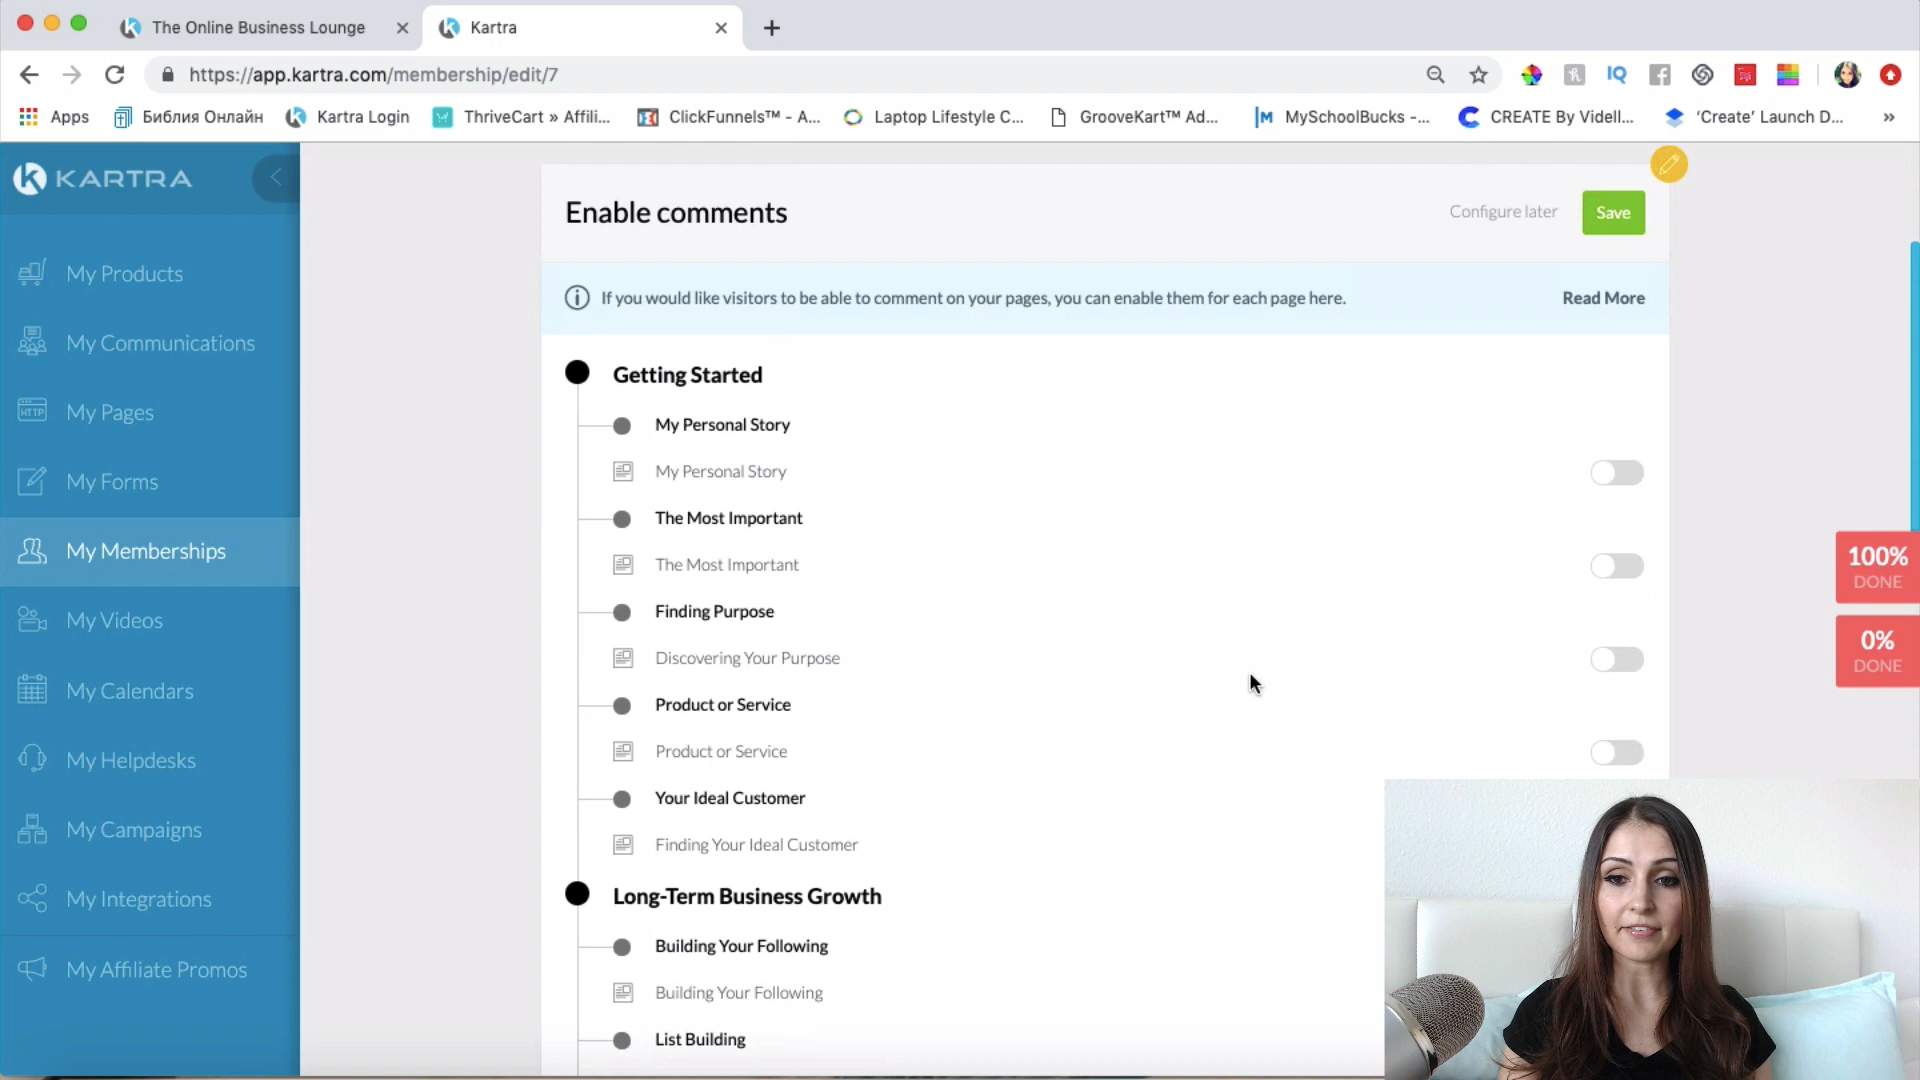 The Online Business Lounge
Kartra
https://app.kartra.com/membership/edit/7
IQ
Apps
Библия Онлайн
Kartra Login
ThriveCart » Affili...
ClickFunnels™ - A...
Laptop Lifestyle C...
GrooveKart™ Ad...
MySchoolBucks -...
CREATE By Videll...
'Create' Launch D...
»
KARTRA
My Products
My Communications
HTTP
My Pages
My Forms
My Memberships
My Videos
My Calendars
My Helpdesks
My Campaigns
My Integrations
My Affiliate Promos
Enable comments
Configure later
Save
If you would like visitors to be able to comment on your pages, you can enable them for each page here.
Read More
Getting Started
My Personal Story
My Personal Story
The Most Important
The Most Important
Finding Purpose
Discovering Your Purpose
Product or Service
Product or Service
Your Ideal Customer
Finding Your Ideal Customer
Long-Term Business Growth
Building Your Following
Building Your Following
List Building
100%
DONE
0%
DONE